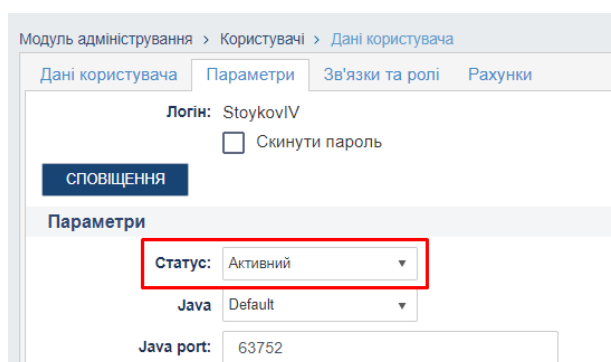 Модуль адміністрування > Користувачі > Дані користувача
Дані користувача Параметри Зв'язки та ролі Рахунки
Логін: StoykovIV
Скинути пароль
СПОВІЩЕННЯ
Параметри
Статус: Активний
Java Default
Java port: 63752